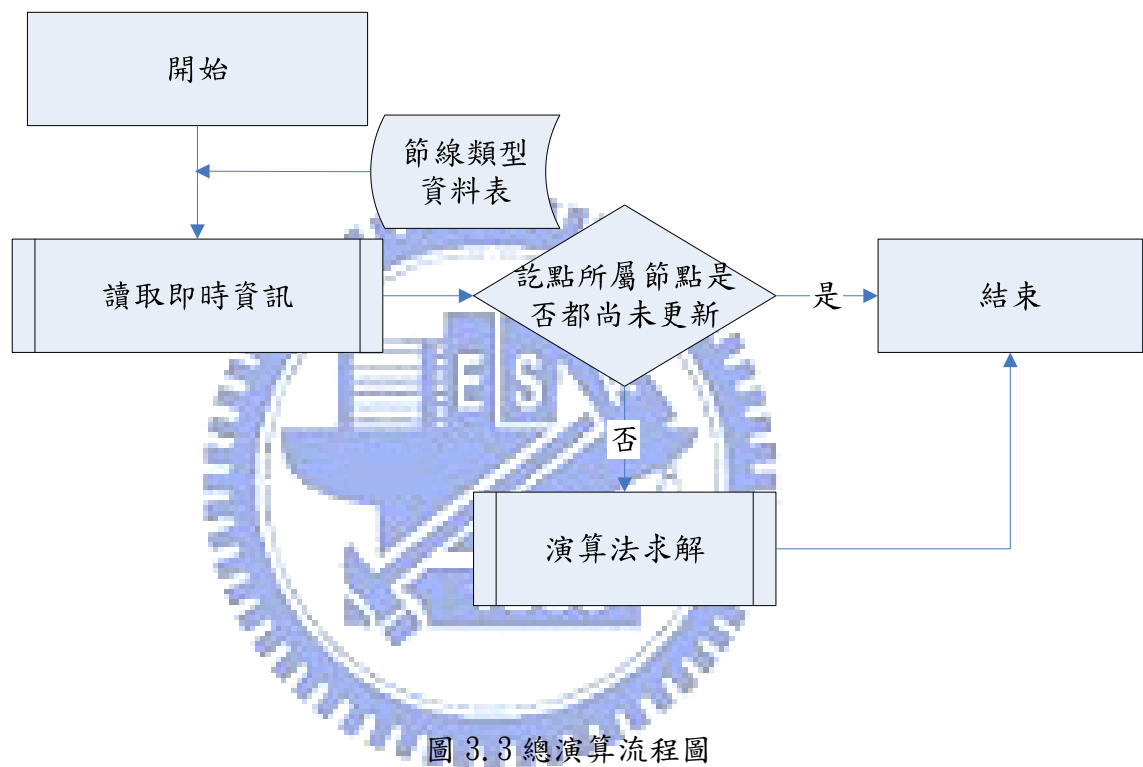 開始
節線類型
資料表
讀取即時資訊
訖點所屬節點是
否都尚未更新
是
結束
否
演算法求解
ES
圖 3.3 總演算流程圖